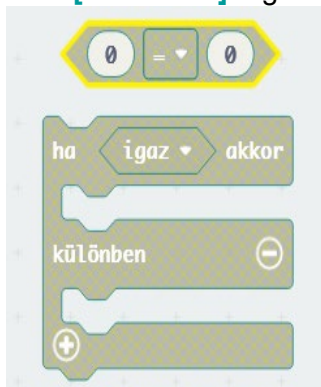 0 = 0
ha igaz akkor
különben